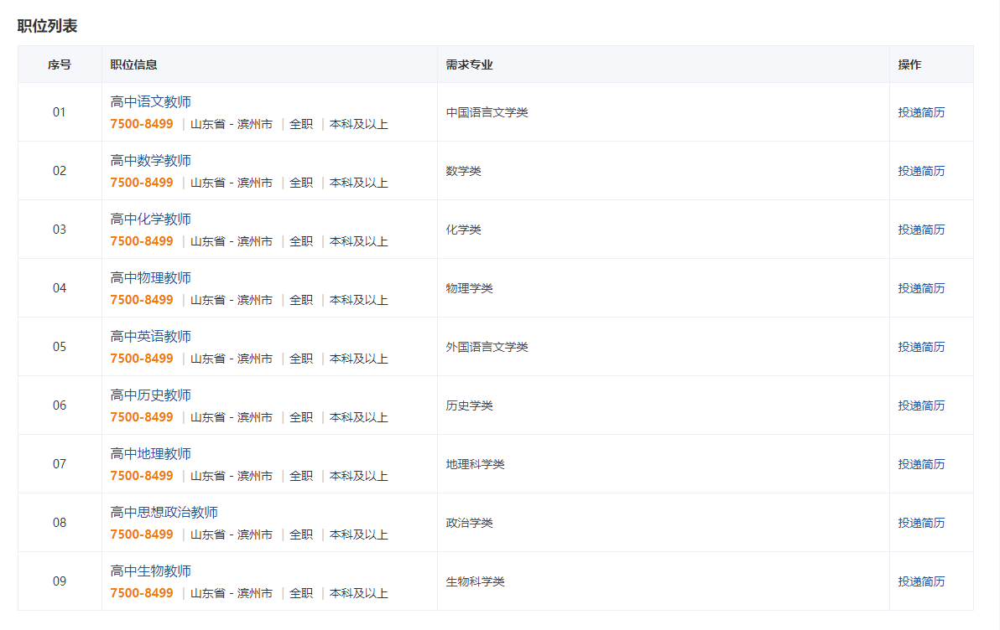 职位列表
序号 职位信息 需求专业 操作
高中语文教师
01 中国语言文学类 投递简历
7500-8499 | 山东省 - 滨州市 | 全职 | 本科及以上
高中数学教师
02 数学类 投递简历
7500-8499 | 山东省 - 滨州市 | 全职 | 本科及以上
高中化学教师
03 化学类 投递简历
7500-8499 | 山东省 - 滨州市 | 全职 | 本科及以上
高中物理教师
04 物理学类 投递简历
7500-8499 | 山东省 - 滨州市 | 全职 | 本科及以上
高中英语教师
05 外国语言文学类 投递简历
7500-8499 | 山东省 - 滨州市 | 全职 | 本科及以上
高中历史教师
06 历史学类 投递简历
7500-8499 | 山东省 - 滨州市 | 全职 | 本科及以上
高中地理教师
07 地理科学类 投递简历
7500-8499 | 山东省 - 滨州市 | 全职 | 本科及以上
高中思想政治教师
08 政治学类 投递简历
7500-8499 | 山东省 - 滨州市 | 全职 | 本科及以上
高中生物教师
09 生物科学类 投递简历
7500-8499 | 山东省 - 滨州市 | 全职 | 本科及以上